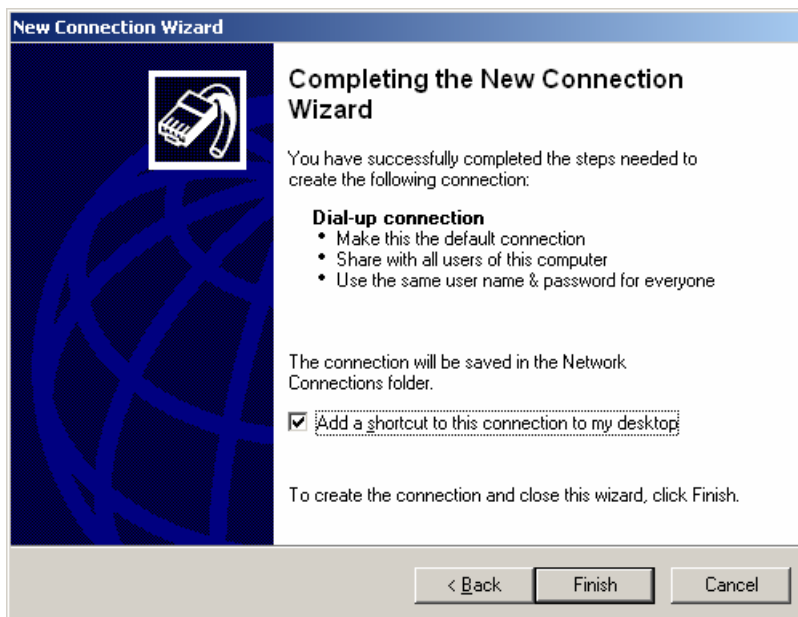 New Connection Wizard
Completing the New Connection
Wizard
You have successfully completed the steps needed to
create the following connection:
Dial-up connection
• Make this the default connection
• Share with all users of this computer
• Use the same user name & password for everyone
The connection will be saved in the Network
Connections folder.
Add a shortcut to this connection to my desktop
To create the connection and close this wizard, click Finish.
< Back Finish Cancel